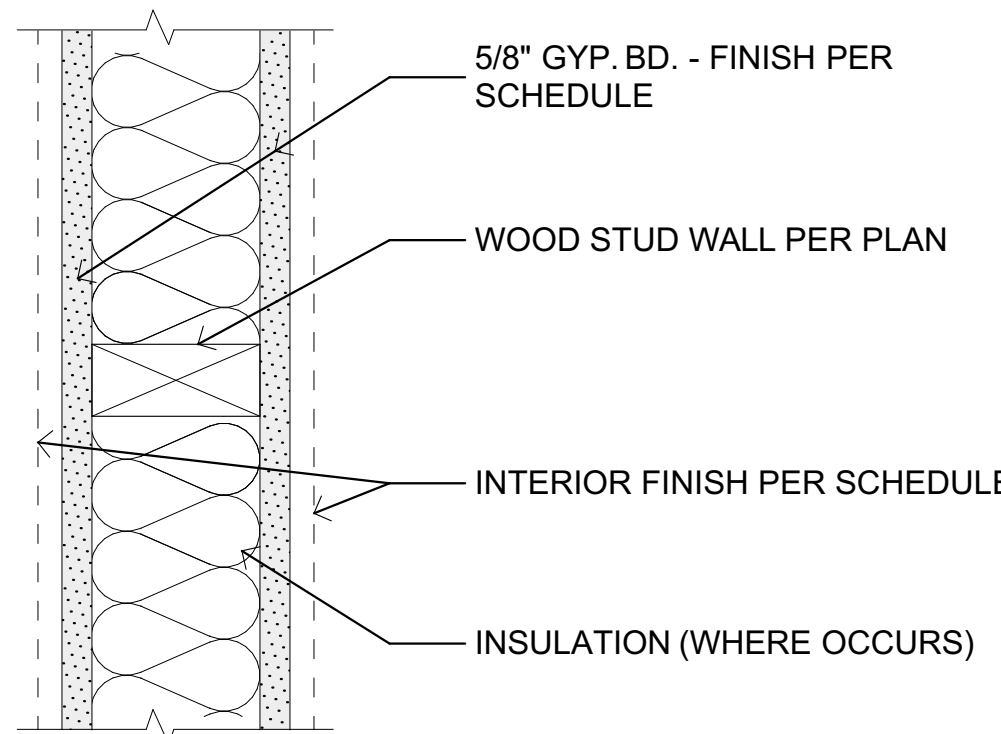 5/8" GYP. BD. - FINISH PER
SCHEDULE
WOOD STUD WALL PER PLAN
INTERIOR FINISH PER SCHEDULE
INSULATION (WHERE OCCURS)